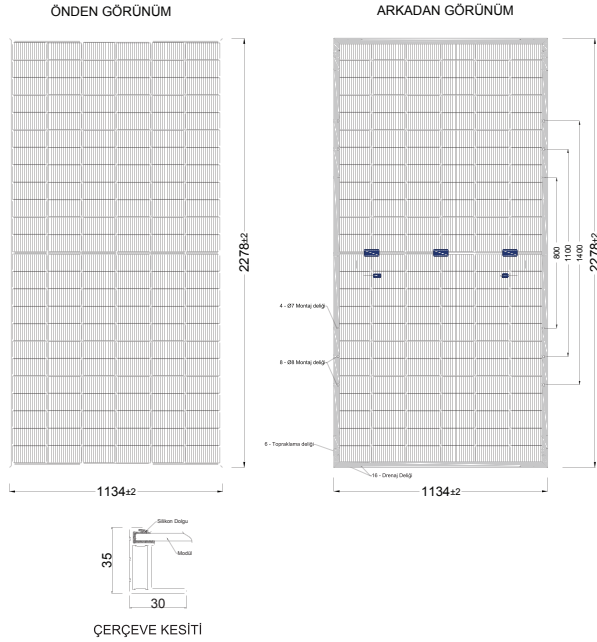 ÖNDEN GÖRÜNÜM
ARKADAN GÖRÜNÜM
2278±2
800
1100
1400
2278±2
4 - Ø7 Montaj deliği
8 - Ø8 Montaj deliği
6 - Topraklama deliği
16 - Drenaj Deliği
1134±2
1134±2
Silikon Dolgu
Modül
35
30
ÇERÇEVE KESİTİ